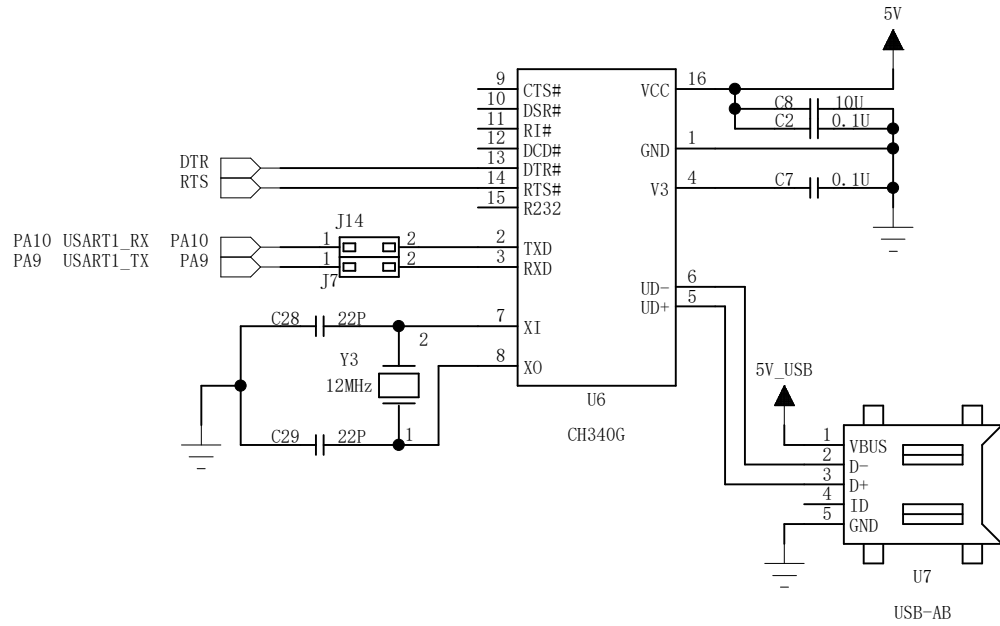 5V
9 CTS# VCC 16
10 DSR# C8 10U
11 RI# C2 0.1U
12 DCD# GND 1
DTR 13 DTR#
RTS 14 RTS# V3 4 C7 0.1U
15 R232
J14
PA10 USART1_RX PA10 1 2 2 TXD
PA9 USART1_TX PA9 1 2 3 RXD
J7
UD- 6
UD+ 5
C28 22P 7 XI
2
Y3 8 XO
12MHz
5V_USB
U6
C29 22P 1 CH340G
1 VBUS
2 D-
3 D+
4 ID
5 GND
U7
USB-AB